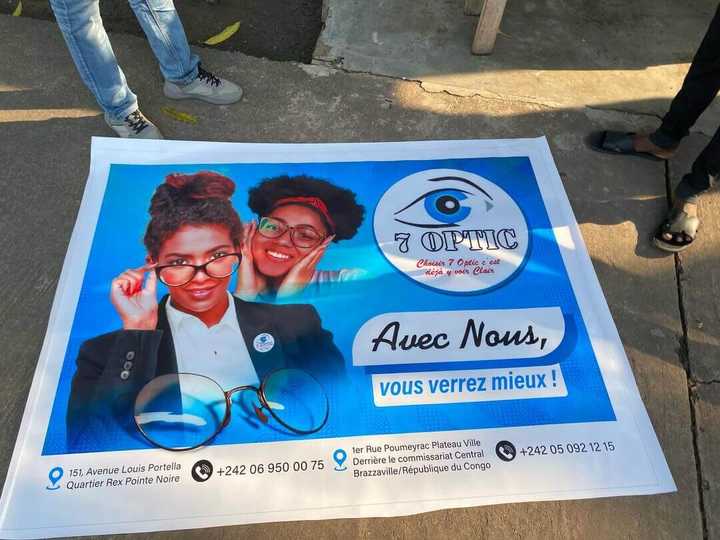 7 OPTIC
Choisir 7 Optic c'est
déjà y voir Clair
Avec Nous,
vous verrez mieux !
151, Avenue Louis Portella
Quartier Rex Pointe Noire
+242 06 950 00 75
1er Rue Poumeyrac Plateau Ville
Derrière le commissariat Central
Brazzaville/République du Congo
+242 05 092 12 15